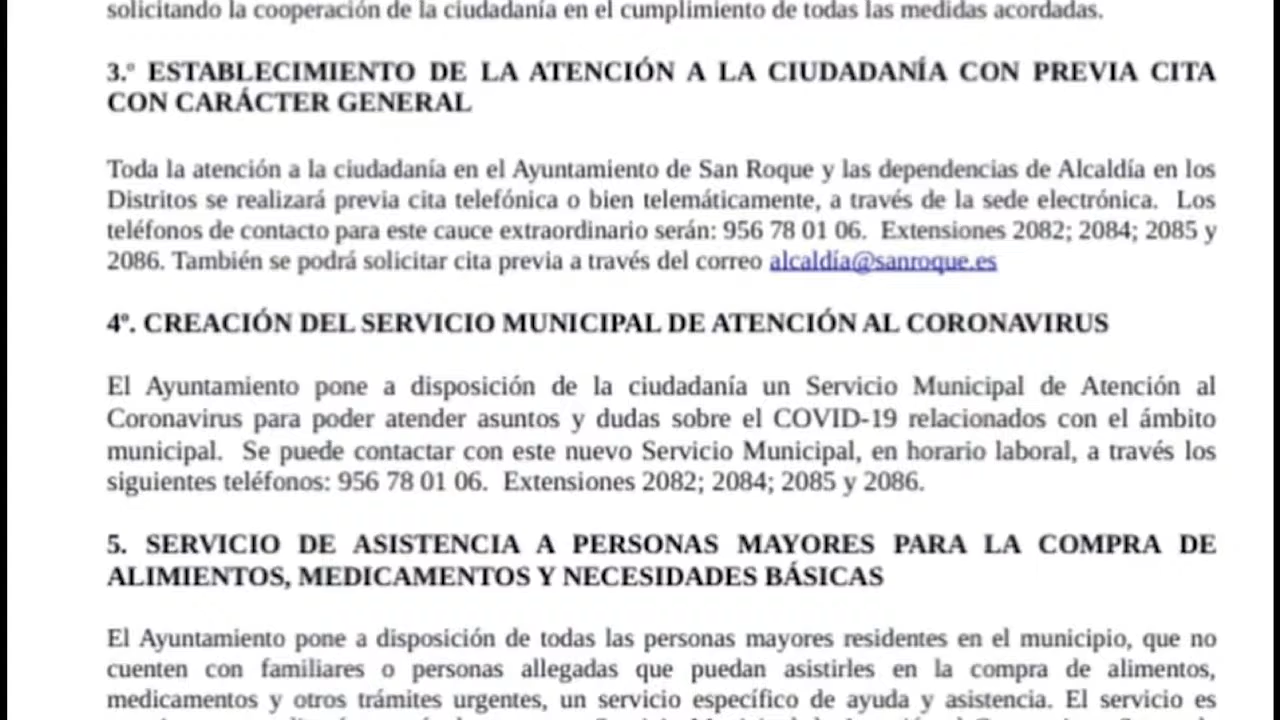 solicitando la cooperación de la ciudadanía en el cumplimiento de todas las medidas acordadas.
3.º ESTABLECIMIENTO DE LA ATENCIÓN A LA CIUDADANÍA CON PREVIA CITA
CON CARÁCTER GENERAL
Toda la atención a la ciudadanía en el Ayuntamiento de San Roque y las dependencias de Alcaldía en los
Distritos se realizará previa cita telefónica o bien telemáticamente, a través de la sede electrónica. Los
teléfonos de contacto para este cauce extraordinario serán: 956 78 01 06. Extensiones 2082; 2084; 2085 y
2086. También se podrá solicitar cita previa a través del correo alcaldía@sanroque.es
4º. CREACIÓN DEL SERVICIO MUNICIPAL DE ATENCIÓN AL CORONAVIRUS
El Ayuntamiento pone a disposición de la ciudadanía un Servicio Municipal de Atención al
Coronavirus para poder atender asuntos y dudas sobre el COVID-19 relacionados con el ámbito
municipal. Se puede contactar con este nuevo Servicio Municipal, en horario laboral, a través los
siguientes teléfonos: 956 78 01 06. Extensiones 2082; 2084; 2085 y 2086.
5. SERVICIO DE ASISTENCIA A PERSONAS MAYORES PARA LA COMPRA DE
ALIMIENTOS, MEDICAMENTOS Y NECESIDADES BÁSICAS
El Ayuntamiento pone a disposición de todas las personas mayores residentes en el municipio, que no
cuenten con familiares o personas allegadas que puedan asistirles en la compra de alimentos,
medicamentos y otros trámites urgentes, un servicio específico de ayuda y asistencia. El servicio es